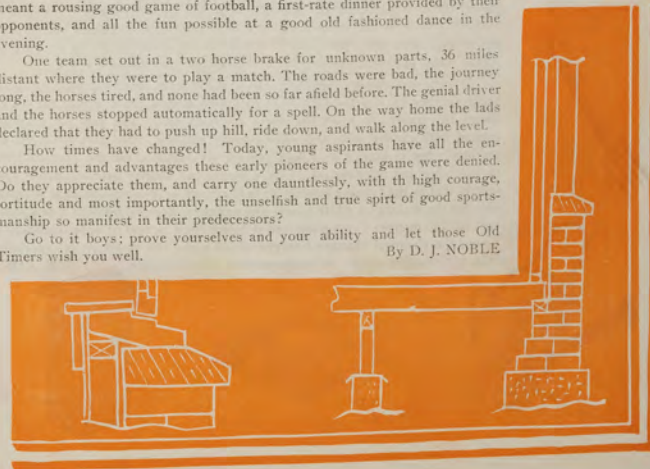 meant a rousing good game of football, a first-rate dinner provided by their
opponents, and all the fun possible at a good old fashioned dance in the
evening.
One team set out in a two horse brake for unknown parts, 36 miles
distant where they were to play a match. The roads were bad, the journey
long, the horses tired, and none had been so far afield before. The genial driver
and the horses stopped automatically for a spell. On the way home the lads
declared that they had to push up hill, ride down, and walk along the level.
How times have changed! Today, young aspirants have all the en-
couragement and advantages these early pioneers of the game were denied.
Do they appreciate them, and carry one dauntlessly, with th high courage,
fortitude and most importantly, the unselfish and true spirt of good sports-
manship so manifest in their predecessors?
Go to it boys; prove yourselves and your ability and let those Old
Timers wish you well.
By D. J. NOBLE